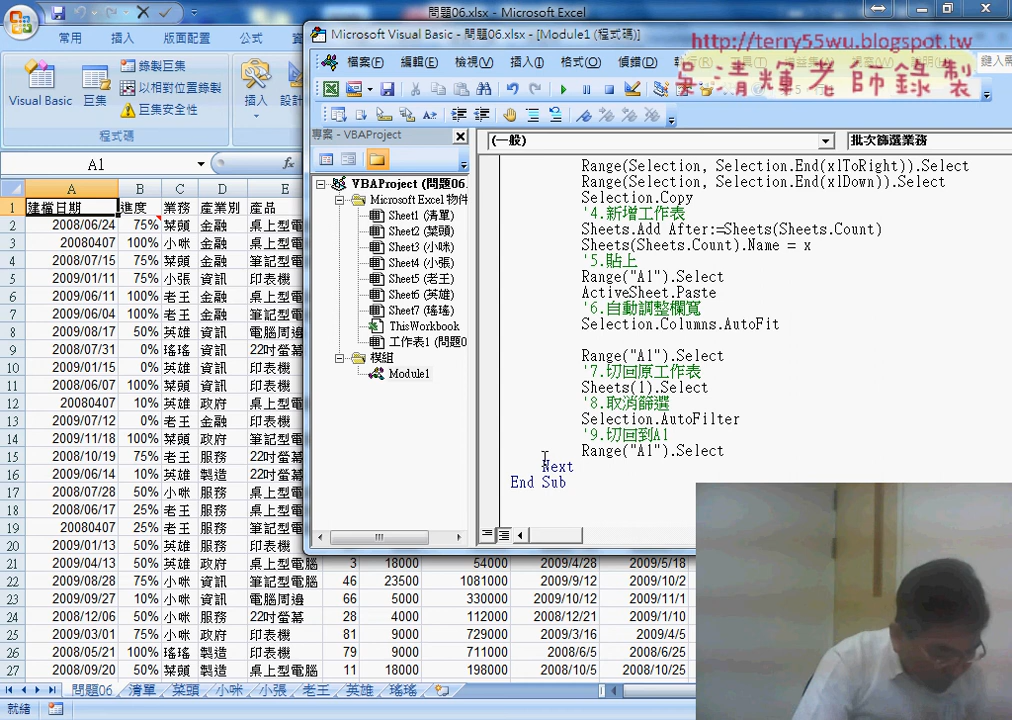 問題06.xlsx - Microsoft Excel
常用 插入 版面配置 公式
Microsoft Visual Basic - 問題06.xlsx - [Module1 (程式碼)]
http://terry55wu.blogspot.tw
吳清輝老師錄製
檔案(F) 編輯(E) 檢視(V) 插入(I) 格式(O) 偵錯(D)
Visual Basic 巨集
錄製巨集
以相對位置錄製
巨集安全性
插入
程式碼
A1
專案 - VBAProject
(一般) 批次篩選業務
VBAProject (問題06.
Microsoft Excel 物件
Sheet1 (清單)
Sheet2 (菜頭)
Sheet3 (小咪)
Sheet4 (小張)
Sheet5 (老王)
Sheet6 (英雄)
Sheet7 (瑤瑤)
ThisWorkbook
工作表1 (問題0
模組
Module1
Range(Selection, Selection.End(xlToRight)).Select
Range(Selection, Selection.End(xlDown)).Select
Selection.Copy
'4.新增工作表
Sheets.Add After:=Sheets(Sheets.Count)
Sheets(Sheets.Count).Name = x
'5.貼上
Range("A1").Select
ActiveSheet.Paste
'6.自動調整欄寬
Selection.Columns.AutoFit
Range("A1").Select
'7.切回原工作表
Sheets(1).Select
'8.取消篩選
Selection.AutoFilter
'9.切回到A1
Range("A1").Select
Next
End Sub
A B C D E
1 建檔日期 進度 業務 產業別 產品
2 2008/06/24 75% 菜頭 金融 桌上型電
3 20080407 100% 小咪 金融 桌上型電
4 2008/07/15 75% 菜頭 金融 筆記型電
5 2009/01/11 75% 小張 資訊 印表機
6 2009/06/11 100% 老王 金融 桌上型電
7 2009/06/04 100% 老王 金融 筆記型電
8 2008/08/17 50% 英雄 資訊 電腦周邊
9 2008/07/31 0% 瑤瑤 資訊 22吋螢幕
10 2009/01/15 0% 英雄 資訊 印表機
11 2008/06/07 100% 菜頭 資訊 印表機
12 20080407 10% 英雄 政府 桌上型電
13 2009/07/12 0% 老王 金融 印表機
14 2009/11/18 100% 菜頭 政府 筆記型電
15 2008/10/19 75% 老王 服務 22吋螢幕
16 2009/06/14 10% 英雄 製造 22吋螢幕
17 2008/07/28 50% 小咪 服務 桌上型電
18 2008/06/17 25% 老王 服務 桌上型電
19 20080407 25% 老王 服務 筆記型電
20 2009/01/13 50% 英雄 服務 印表機
21 2009/04/13 50% 英雄 服務 桌上型電腦 3 18000 54000 2009/4/28 2009/5/18
22 2009/08/28 75% 小咪 資訊 筆記型電腦 46 23500 1081000 2009/9/12 2009/10/2
23 2009/09/27 10% 小咪 資訊 電腦周邊 66 5000 330000 2009/10/12 2009/11/1
24 2008/12/06 50% 小咪 服務 22吋螢幕 28 4000 112000 2008/12/21 2009/1/10
25 2009/03/01 75% 小咪 政府 印表機 81 9000 729000 2009/3/16 2009/4/5
26 2008/05/21 100% 瑤瑤 製造 印表機 79 9000 711000 2008/6/5 2008/6/25
27 2008/09/20 50% 菜頭 製造 桌上型電腦 11 18000 198000 2008/10/5 2008/10/25
問題06 清單 菜頭 小咪 小張 老王 英雄 瑤瑤
就緒